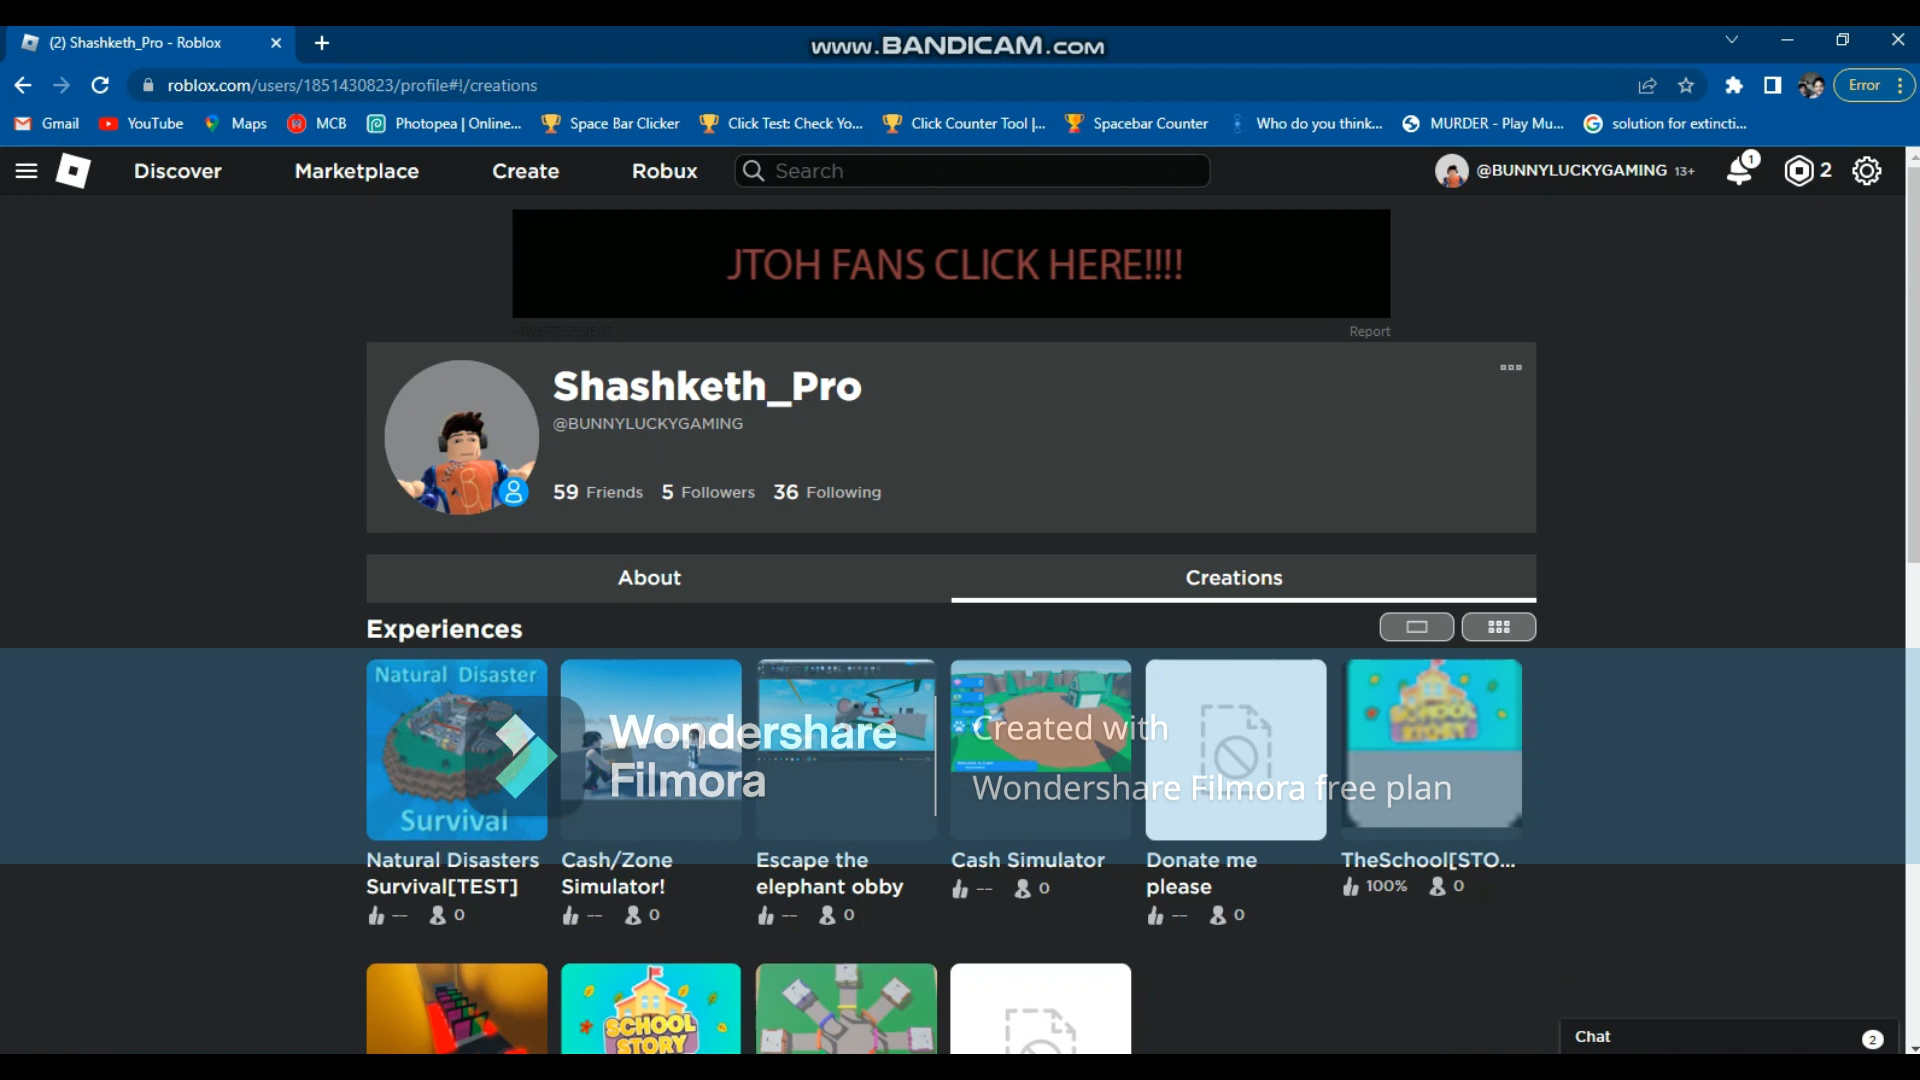 (2) Shashketh_Pro - Roblox
www.BANDICAM.com
roblox.com/users/1851430823/profile#!/creations
Error
Gmail YouTube Maps MCB Photopea | Online... Space Bar Clicker Click Test: Check Yo... Click Counter Tool |... Spacebar Counter Who do you think... MURDER - Play Mu... solution for extincti...
Discover Marketplace Create Robux Search @BUNNYLUCKYGAMING 13+ 1 2
JTOH FANS CLICK HERE!!!!
ADVERTISEMENT Report
Shashketh_Pro
@BUNNYLUCKYGAMING
59 Friends 5 Followers 36 Following
About Creations
Experiences
Natural Disaster
Survival
SCHOOL
STORY
Wondershare
Filmora
Created with
Wondershare Filmora free plan
Natural Disasters
Survival[TEST]
-- 0
Cash/Zone
Simulator!
-- 0
Escape the
elephant obby
-- 0
Cash Simulator
-- 0
Donate me
please
-- 0
TheSchool[STO...
100% 0
SCHOOL
STORY
Chat 2